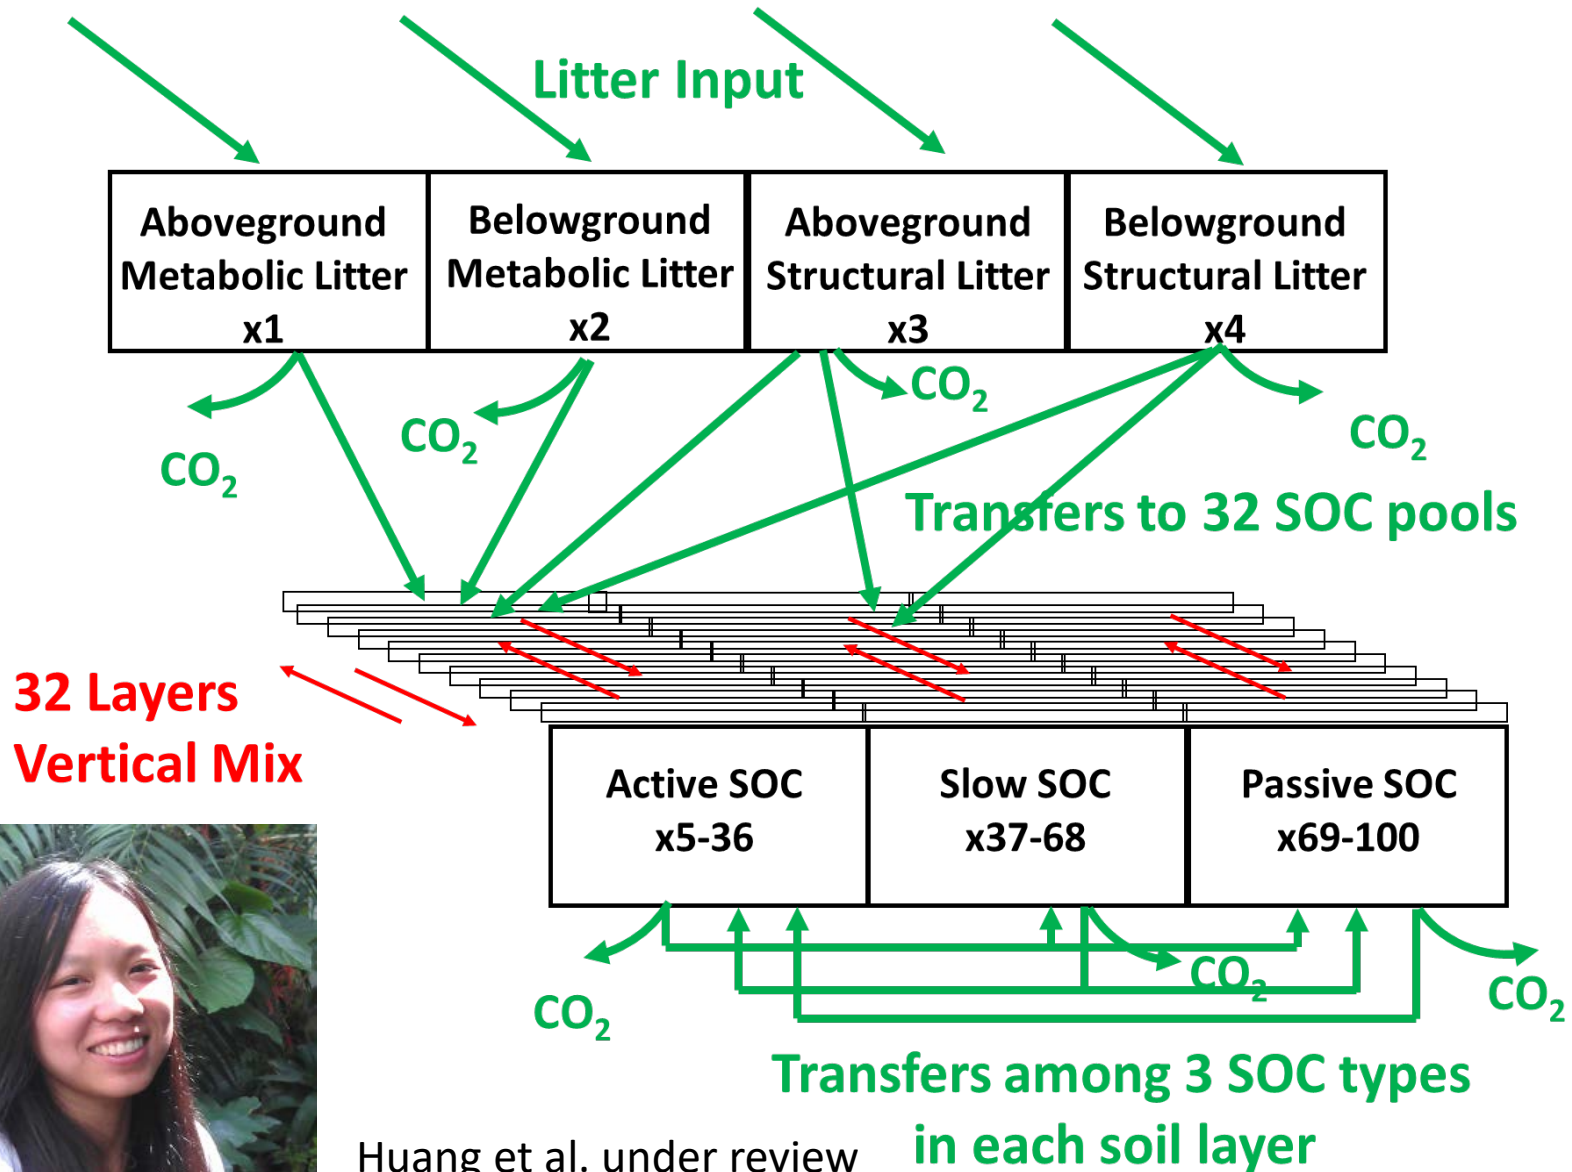 Litter Input
Aboveground
Metabolic Litter
x1
Belowground
Metabolic Litter
x2
Aboveground
Structural Litter
x3
Belowground
Structural Litter
x4
CO₂
CO₂
CO₂
CO₂
Transfers to 32 SOC pools
32 Layers
Vertical Mix
Active SOC
x5-36
Slow SOC
x37-68
Passive SOC
x69-100
CO₂
CO₂
CO₂
Transfers among 3 SOC types
in each soil layer
Huang et al. under review